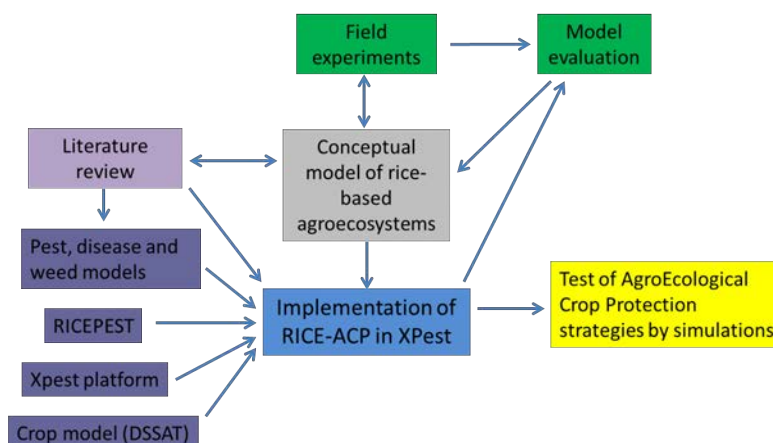 Field
experiments
Model
evaluation
Literature
review
Conceptual
model of rice-
based
agroecosystems
Pest, disease and
weed models
RICEPEST
Xpest platform
Crop model (DSSAT)
Implementation of
RICE-ACP in XPest
Test of AgroEcological
Crop Protection
strategies by simulations